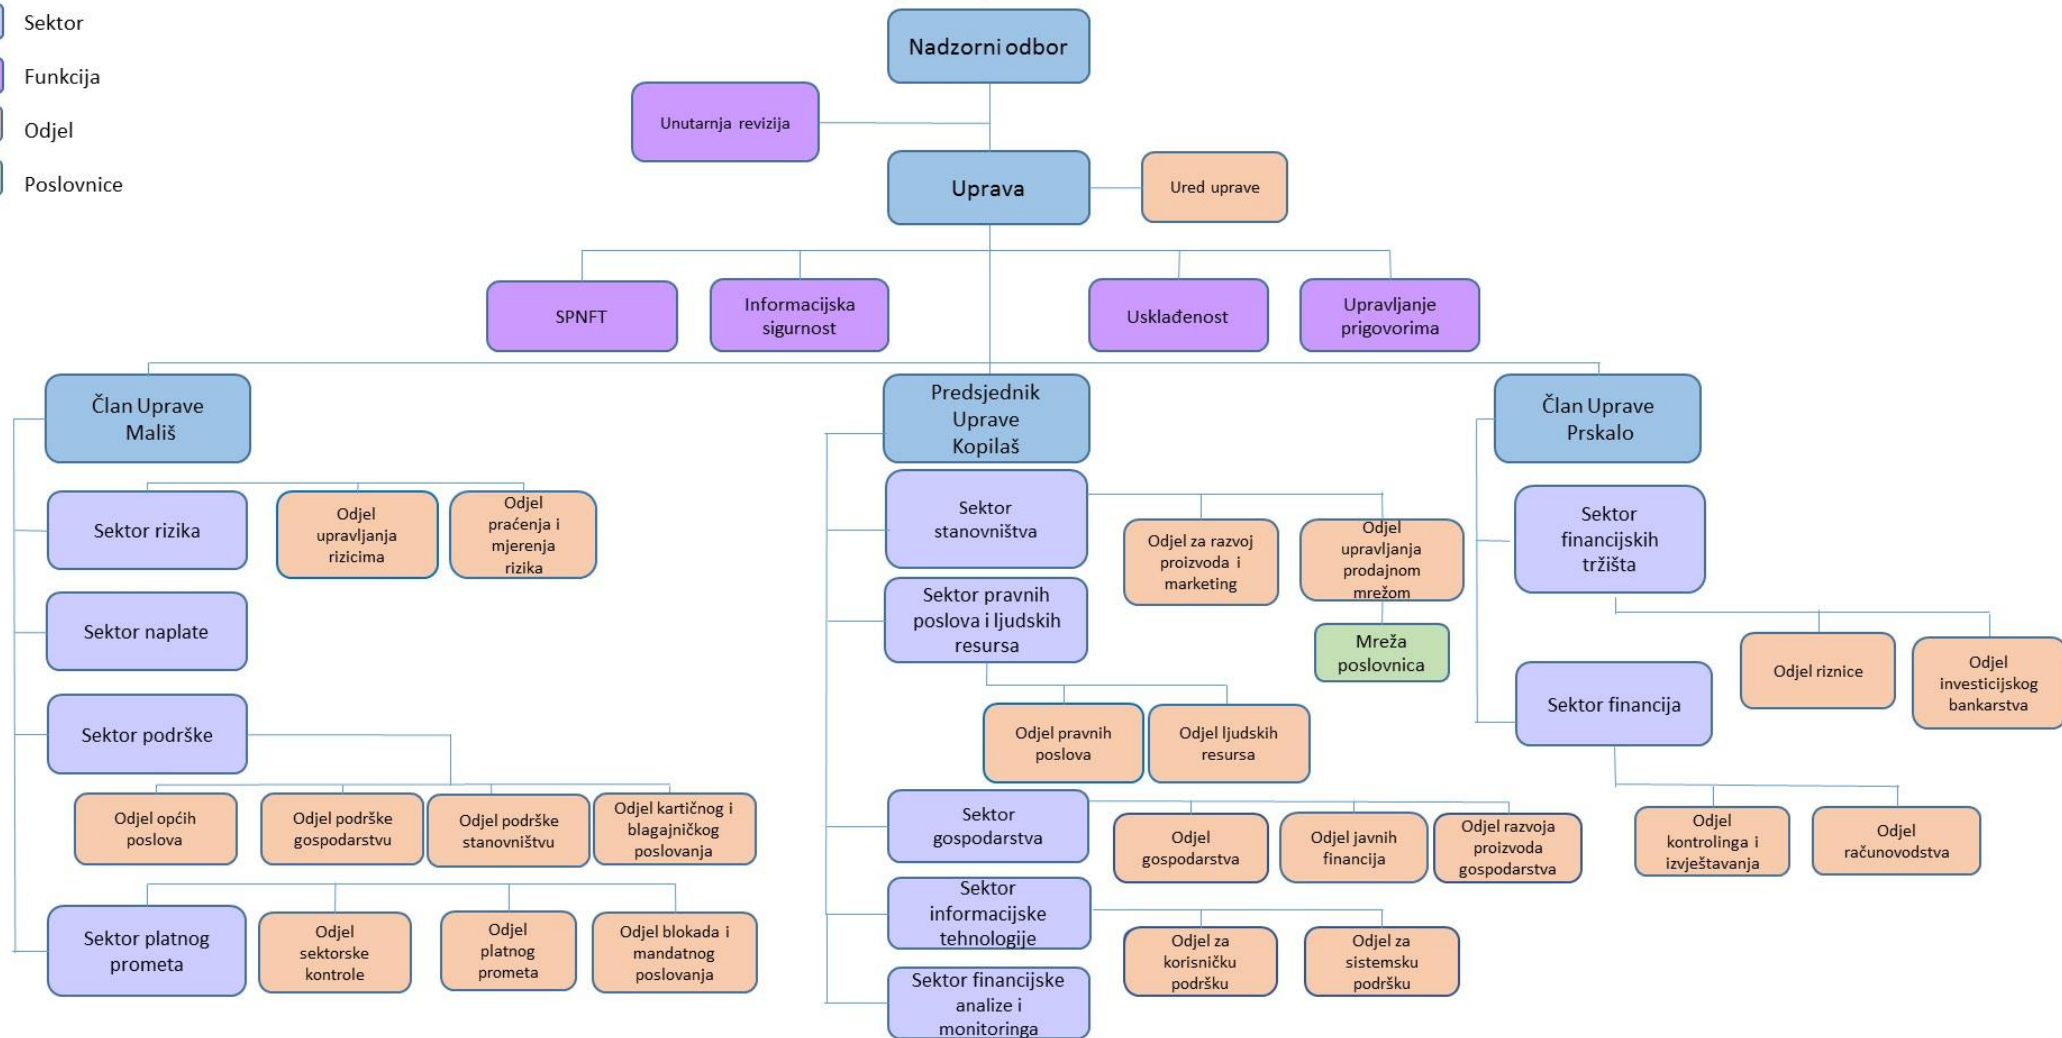 Sektor
Funkcija
Odjel
Poslovnice
Nadzorni odbor
Unutarnja revizija
Uprava
Ured uprave
SPNFT
Informacijska
sigurnost
Usklađenost
Upravljanje
prigovorima
Član Uprave
Mališ
Sektor rizika
Odjel
upravljanja
rizicima
Odjel
praćenja i
mjerenja
rizika
Sektor naplate
Sektor podrške
Odjel općih
poslova
Odjel podrške
gospodarstvu
Odjel podrške
stanovništvu
Odjel kartičnog i
blagajničkog
poslovanja
Sektor platnog
prometa
Odjel
sektorske
kontrole
Odjel
platnog
prometa
Odjel blokada i
mandatnog
poslovanja
Predsjednik
Uprave
Kopilaš
Sektor
stanovništva
Odjel za razvoj
proizvoda i
marketing
Odjel
upravljanja
prodajnom
mrežom
Mreža
poslovnica
Sektor pravnih
poslova i ljudskih
resursa
Odjel pravnih
poslova
Odjel ljudskih
resursa
Sektor
gospodarstva
Odjel
gospodarstva
Odjel javnih
financija
Odjel razvoja
proizvoda
gospodarstva
Sektor
informacijske
tehnologije
Odjel za
korisničku
podršku
Odjel za
sistemsku
podršku
Sektor financijske
analize i
monitoringa
Član Uprave
Prskalo
Sektor
financijskih
tržišta
Odjel riznice
Odjel
investicijskog
bankarstva
Sektor financija
Odjel
kontrolinga i
izvještavanja
Odjel
računovodstva